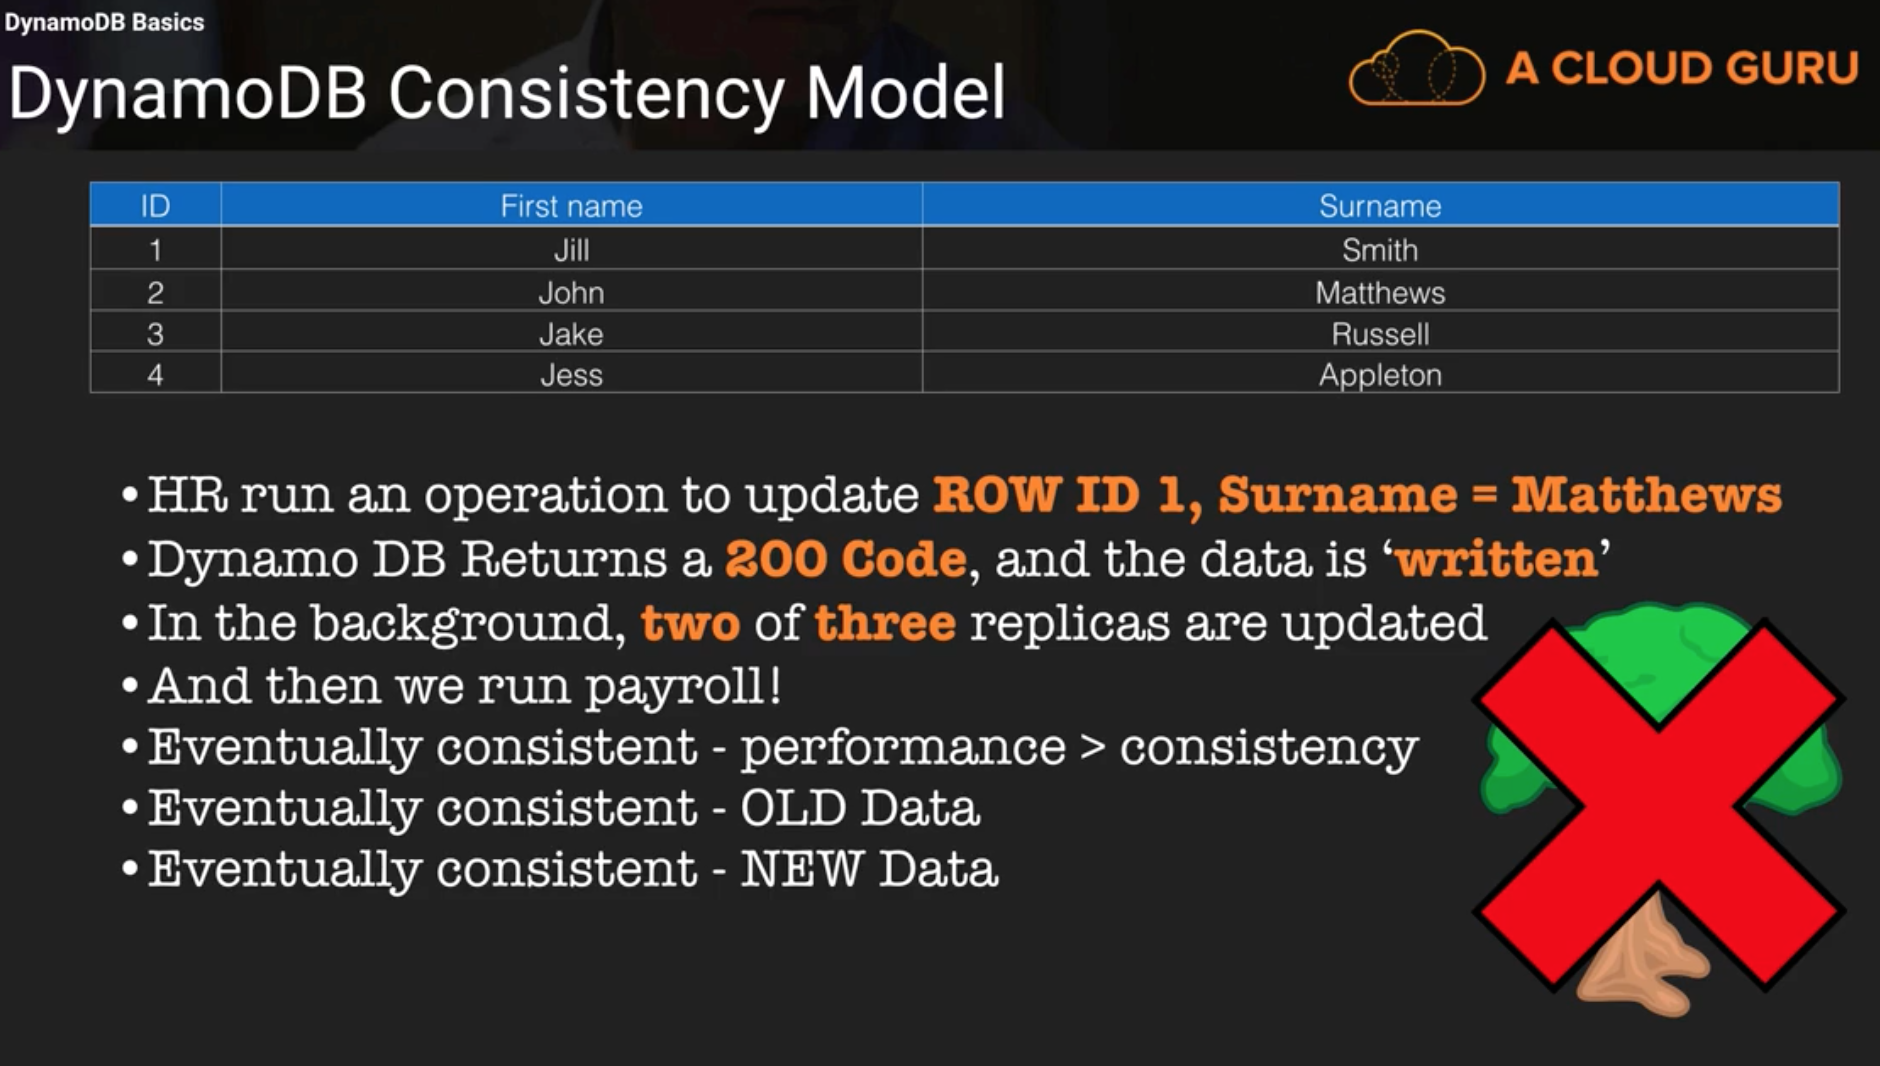 DynamoDB Basics
DynamoDB Consistency Model
A CLOUD GURU
ID First name Surname
1 Jill Smith
2 John Matthews
3 Jake Russell
4 Jess Appleton
•HR run an operation to update ROW ID 1, Surname = Matthews
•Dynamo DB Returns a 200 Code, and the data is ‘written’
•In the background, two of three replicas are updated
•And then we run payroll!
•Eventually consistent - performance > consistency
•Eventually consistent - OLD Data
•Eventually consistent - NEW Data